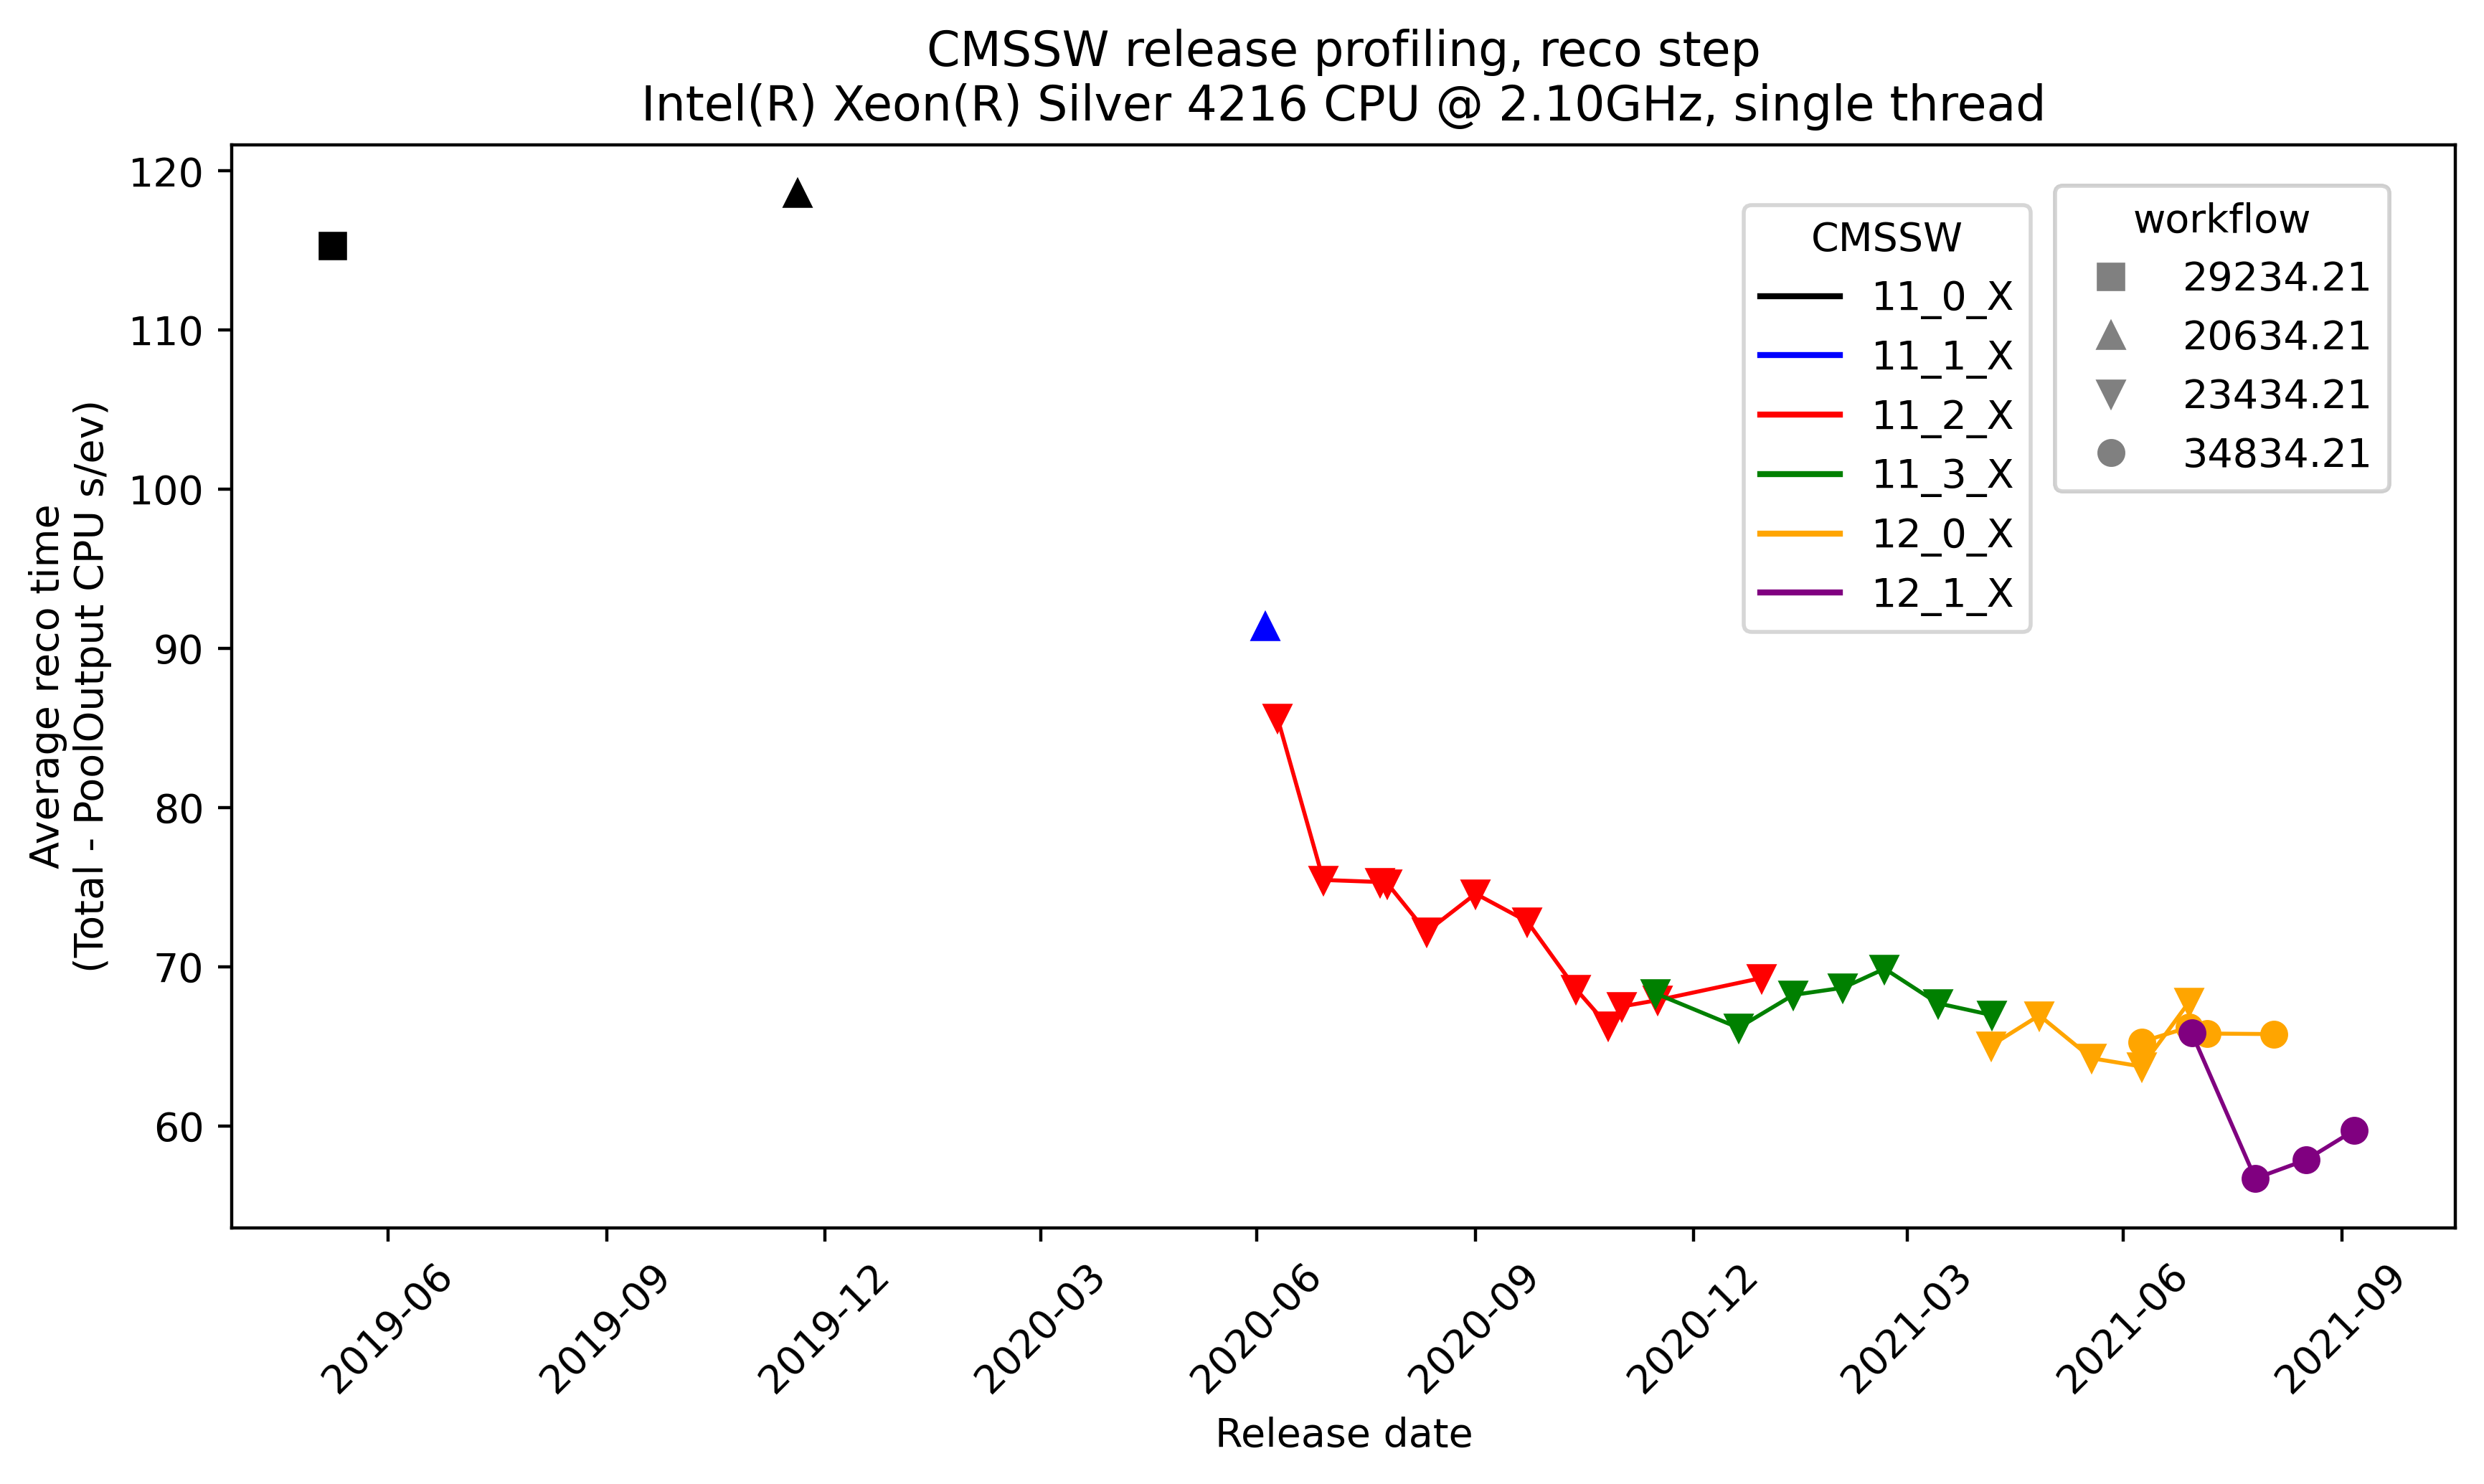 CMSSW release profiling, reco step
Intel(R) Xeon(R) Silver 4216 CPU @ 2.10GHz, single thread
Average reco time
(Total - PoolOutput CPU s/ev)
120
110
100
90
80
70
60
CMSSW
11_0_X
11_1_X
11_2_X
11_3_X
12_0_X
12_1_X
workflow
29234.21
20634.21
23434.21
34834.21
2019-06
2019-09
2019-12
2020-03
2020-06
2020-09
2020-12
2021-03
2021-06
2021-09
Release date